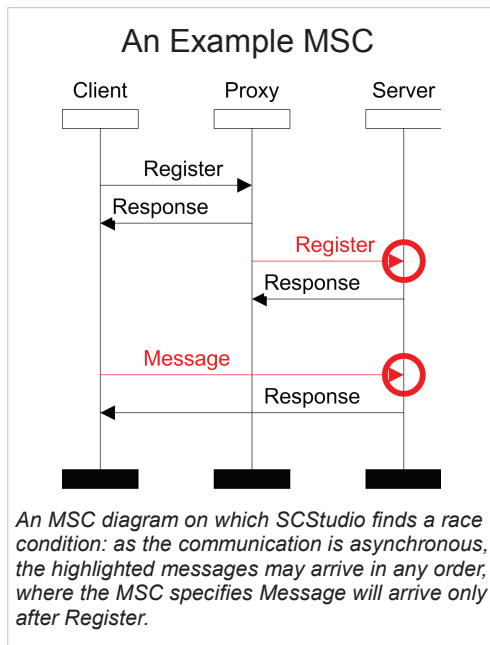 An Example MSC
Client Proxy Server
Register
Response
Register
Response
Message
Response
An MSC diagram on which SCStudio finds a race
condition: as the communication is asynchronous,
the highlighted messages may arrive in any order,
where the MSC specifies Message will arrive only
after Register.